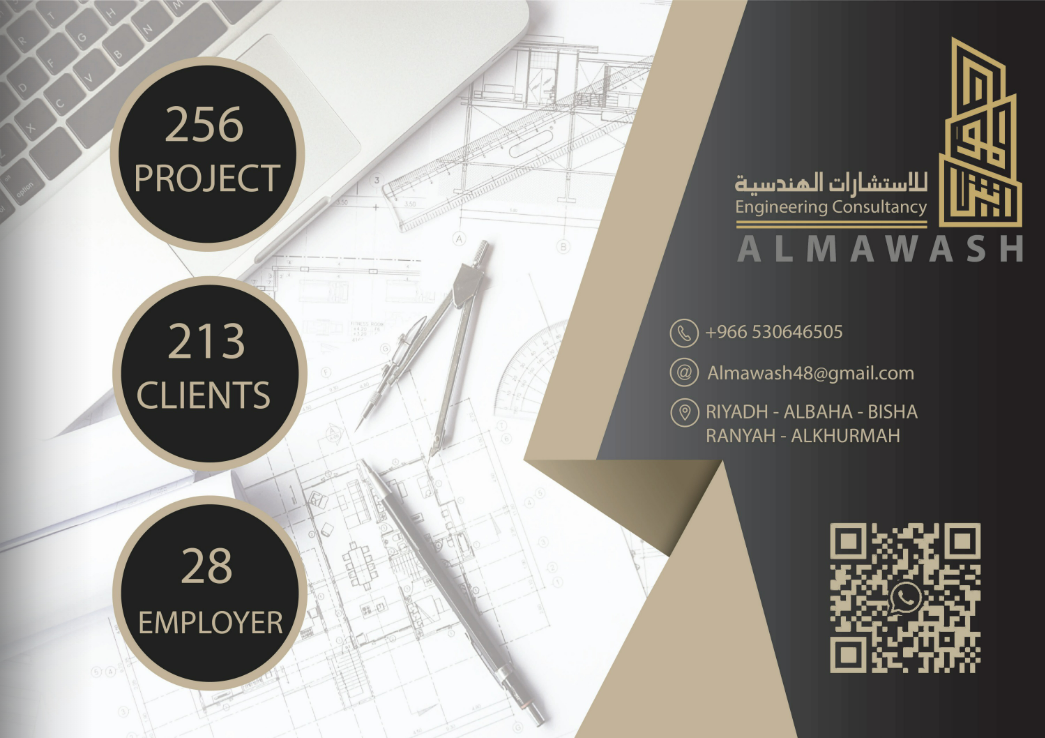 256
PROJECT
213
CLIENTS
28
EMPLOYER
للاستشارات الهندسية
Engineering Consultancy
ALMAWASH
+966 530646505
Almawash48@gmail.com
RIYADH - ALBAHA - BISHA
RANYAH - ALKHURMAH